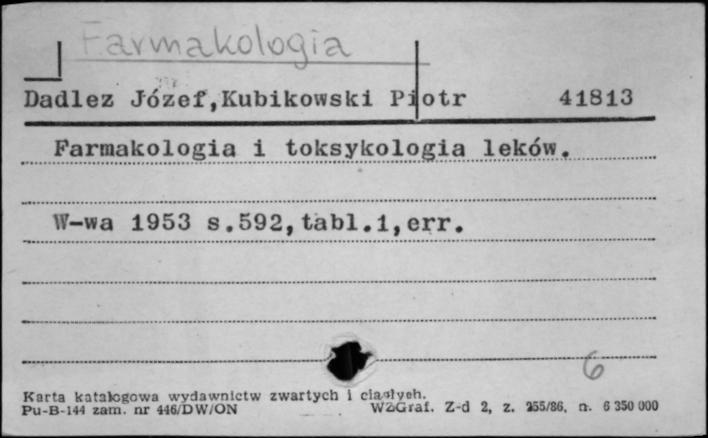 Farmakologia
Dadlez Józef,Kubikowski Piotr 41813
Farmakologia i toksykologia leków.
W-wa 1953 s.592,tabl.1,err.
6
Karta katalogowa wydawnictw zwartych i ciągłych.
Pu-B-144 zam. nr 446/DW/ON WZGraf. Z-d 2, z. 255/86. n. 6 350 000